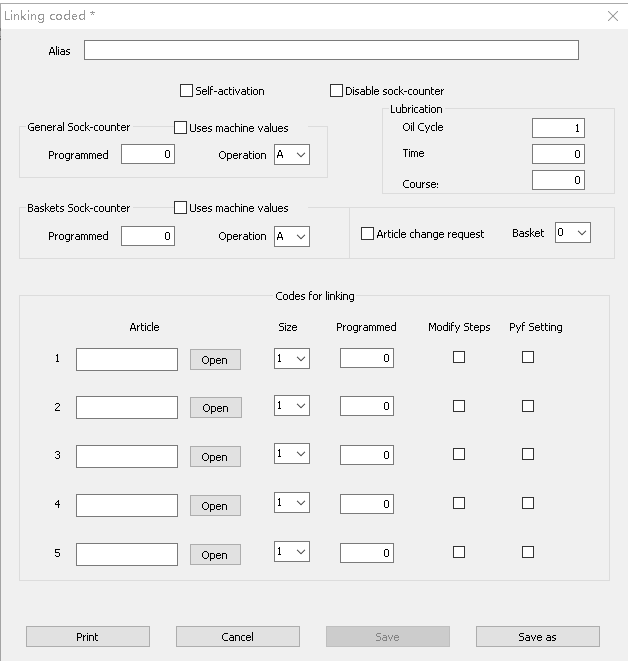 Linking coded *
Alias
Self-activation Disable sock-counter
Lubrication
General Sock-counter Uses machine values Oil Cycle 1
Programmed 0 Operation A Time 0
Course: 0
Baskets Sock-counter Uses machine values
Programmed 0 Operation A Article change request Basket 0
Codes for linking
Article Size Programmed Modify Steps Pyf Setting
1 Open 1 0
2 Open 1 0
3 Open 1 0
4 Open 1 0
5 Open 1 0
Print Cancel Save Save as